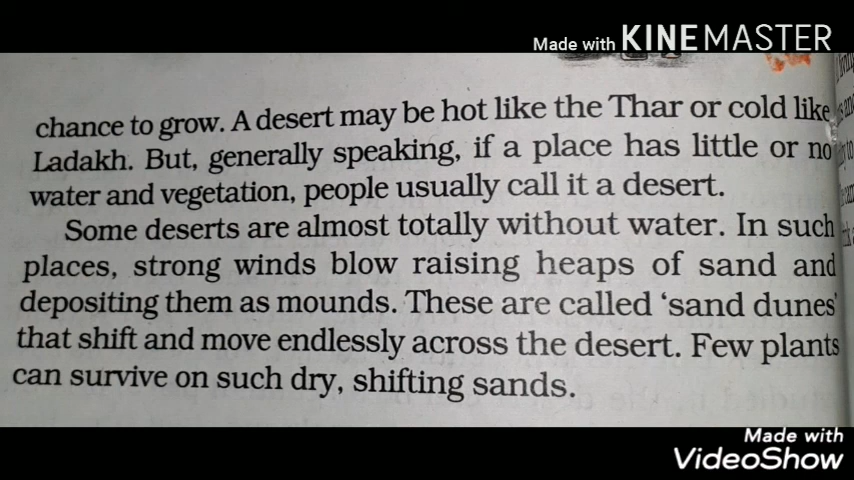 Made with KINEMASTER
chance to grow. A desert may be hot like the Thar or cold like
Ladakh. But, generally speaking, if a place has little or no
water and vegetation, people usually call it a desert.
Some deserts are almost totally without water. In such
places, strong winds blow raising heaps of sand and
depositing them as mounds. These are called ‘sand dunes’
that shift and move endlessly across the desert. Few plants
can survive on such dry, shifting sands.
Made with
VideoShow